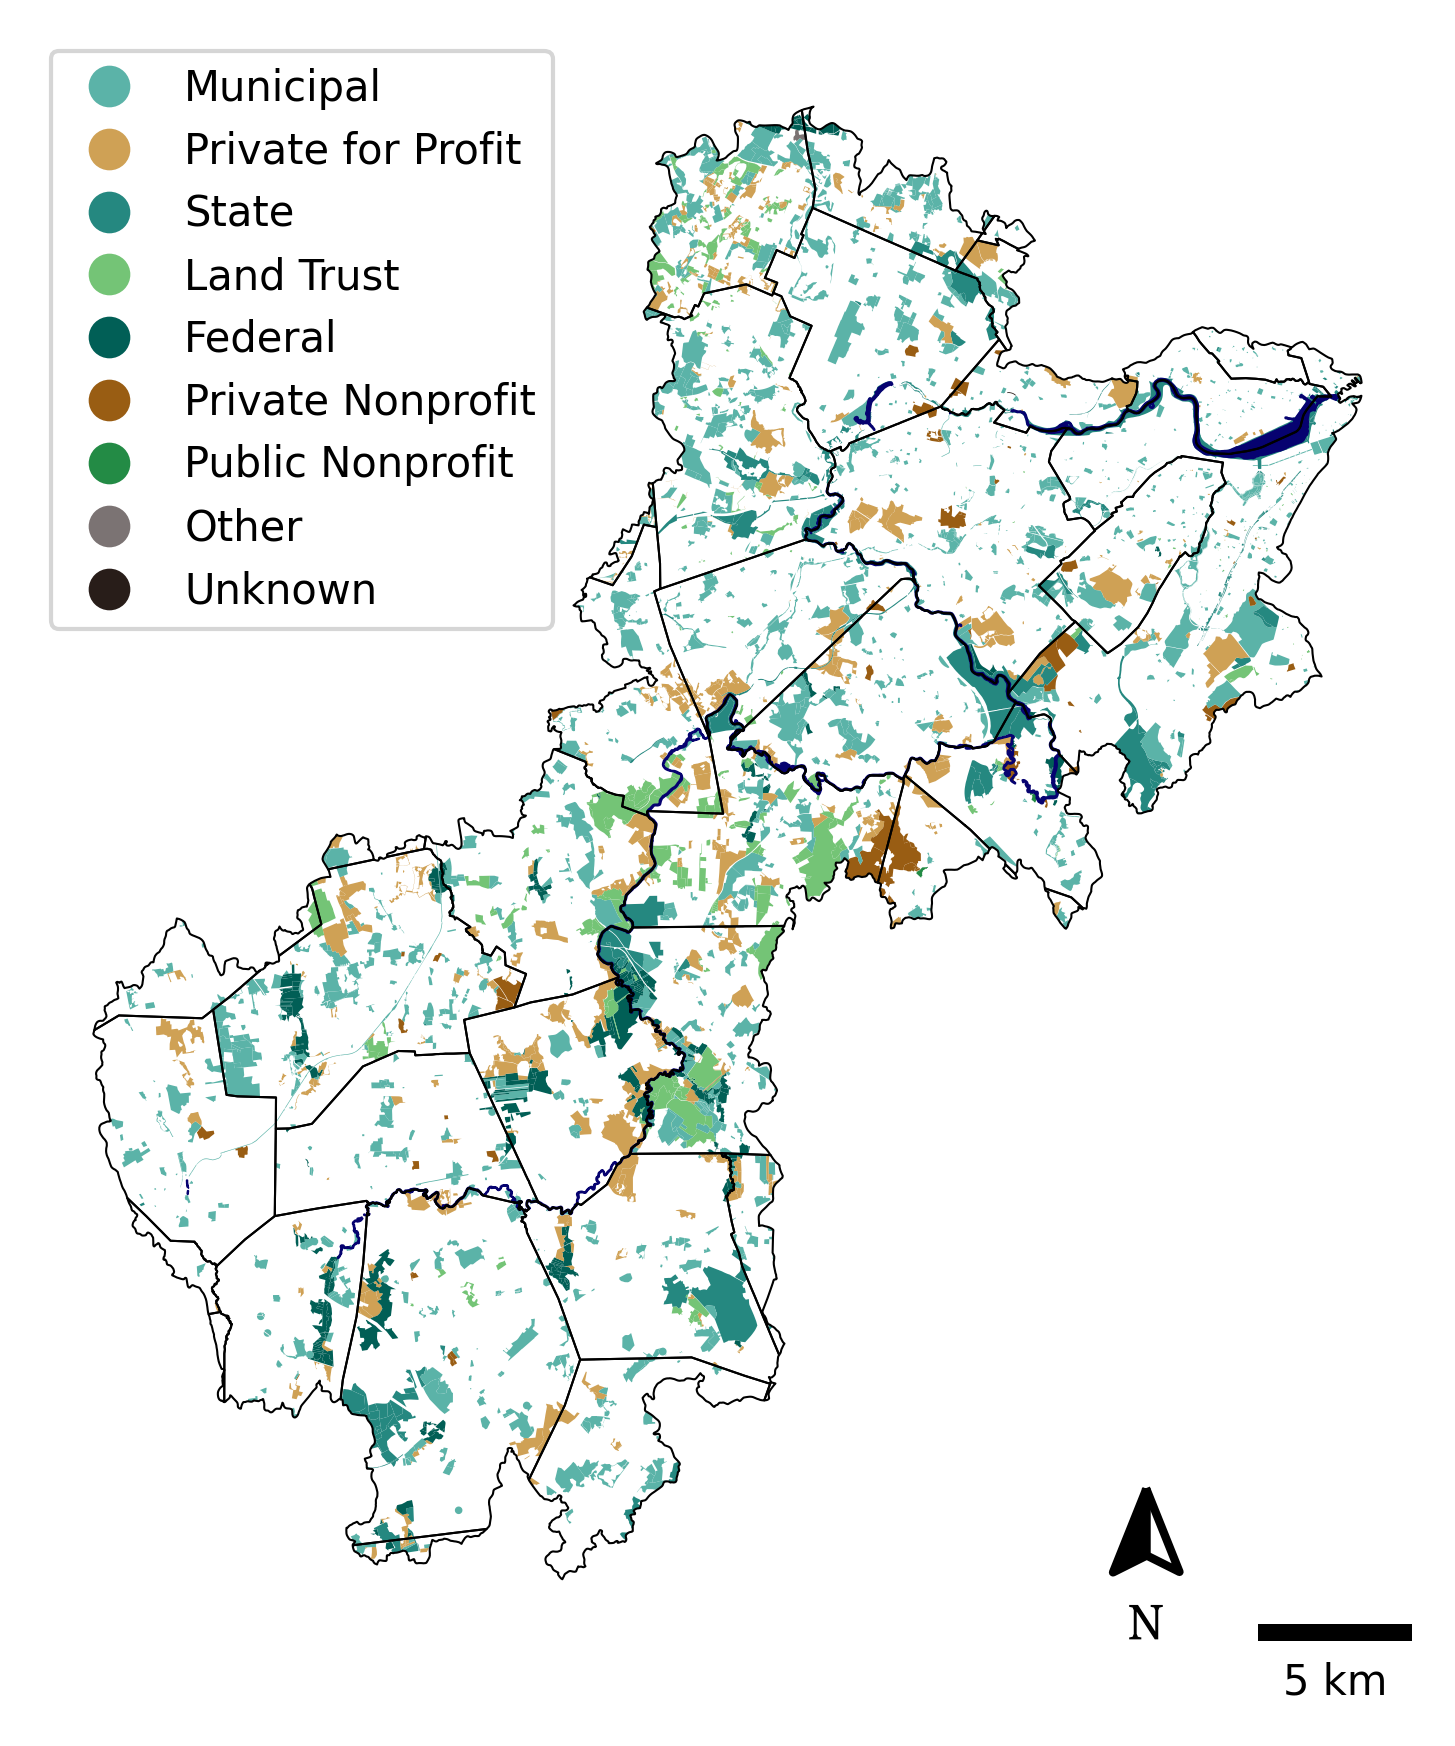 Municipal
Private for Profit
State
Land Trust
Federal
Private Nonprofit
Public Nonprofit
Other
Unknown
N
5 km